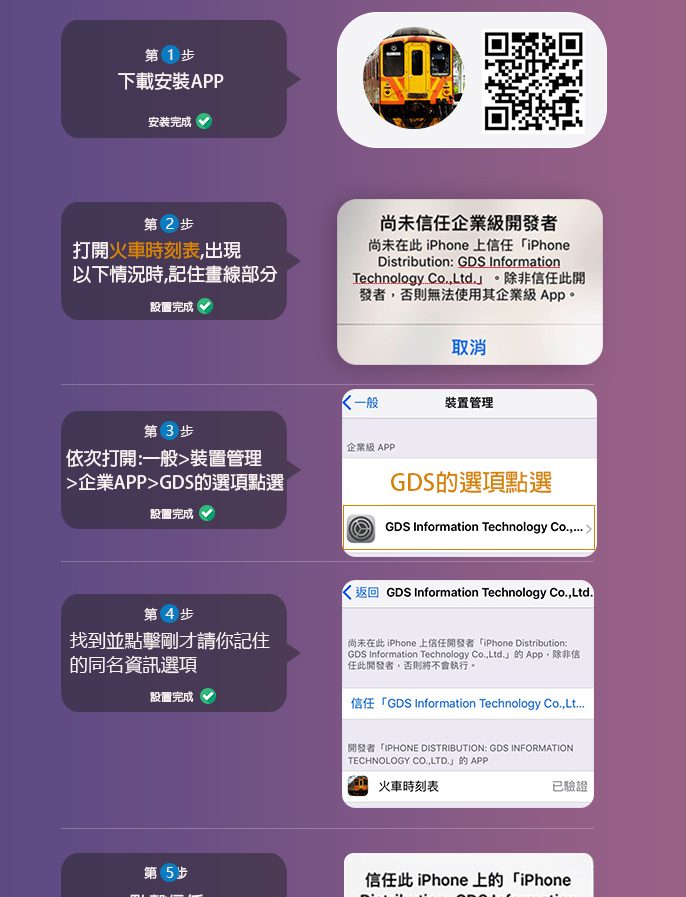 第1步
下載安裝APP
安裝完成
第2步
打開火車時刻表,出現
以下情況時,記住畫線部分
設置完成
尚未信任企業級開發者
尚未在此 iPhone 上信任「iPhone
Distribution: GDS Information
Technology Co.,Ltd.」。除非信任此開
發者，否則無法使用其企業級 App。
取消
第3步
依次打開:一般>裝置管理
>企業APP>GDS的選項點選
設置完成
一般
裝置管理
企業級 APP
GDS的選項點選
GDS Information Technology Co.,...
第4步
找到並點擊剛才請你記住
的同名資訊選項
設置完成
返回 GDS Information Technology Co.,Ltd.
尚未在此 iPhone 上信任開發者「iPhone Distribution:
GDS Information Technology Co.,Ltd.」的 App，除非信
任此開發者，否則將不會執行。
信任「GDS Information Technology Co.,Lt...
開發者「IPHONE DISTRIBUTION: GDS INFORMATION
TECHNOLOGY CO.,LTD.」的 APP
火車時刻表
已驗證
第5步
信任此 iPhone 上的「iPhone